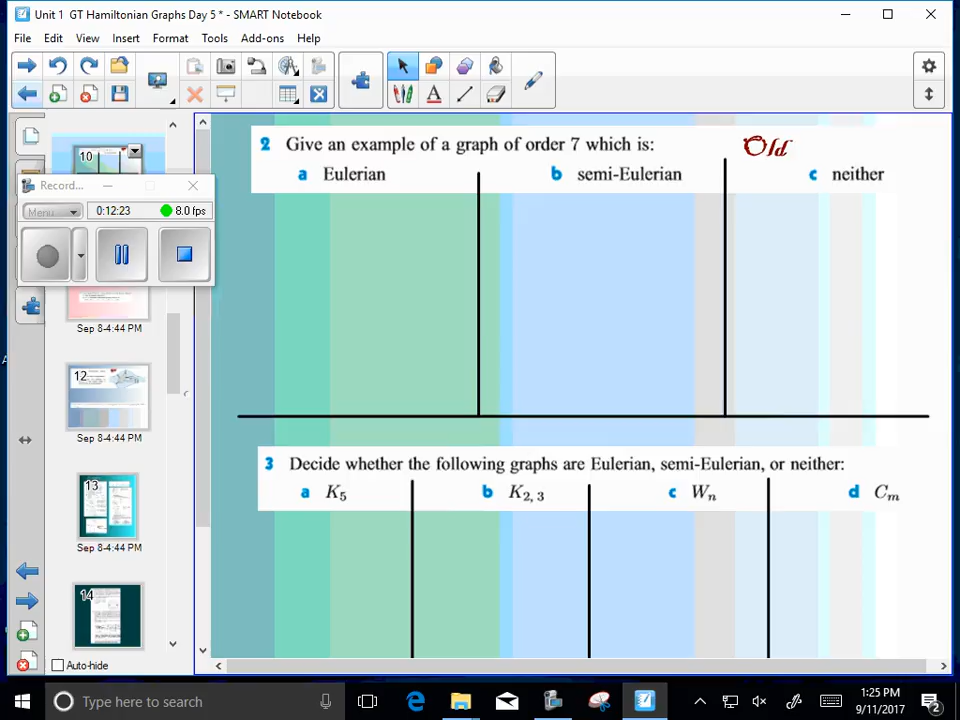 Unit 1 GT Hamiltonian Graphs Day 5 * - SMART Notebook
File Edit View Insert Format Tools Add-ons Help
10
Record...
Menu 0:12:23 8.0 fps
Sep 8-4:44 PM
12
Sep 8-4:44 PM
13
Sep 8-4:44 PM
14
Auto-hide
2 Give an example of a graph of order 7 which is: Old
a Eulerian b semi-Eulerian c neither
3 Decide whether the following graphs are Eulerian, semi-Eulerian, or neither:
a K₅ b K₂,₃ c Wₙ d Cₘ
Type here to search
1:25 PM
9/11/2017
2